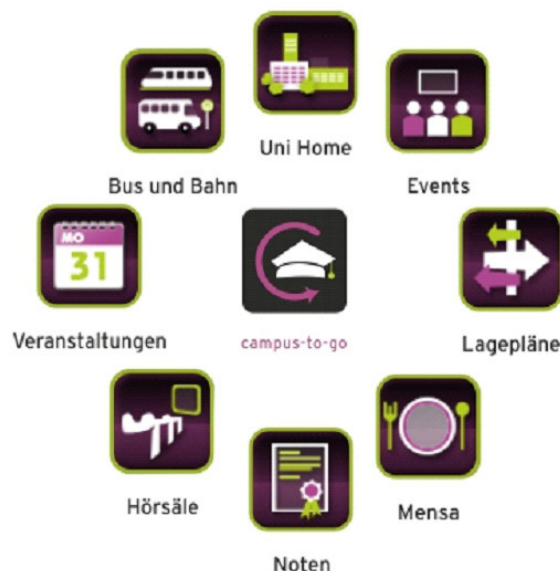 Uni Home
Bus und Bahn
Events
MO
31
Veranstaltungen
campus-to-go
Lagepläne
Hörsäle
Mensa
Noten